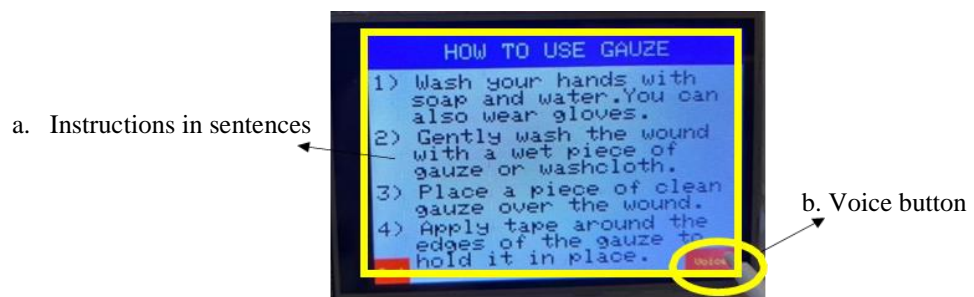 HOW TO USE GAUZE
1) Wash your hands with
soap and water.You can
also wear gloves.
2) Gently wash the wound
with a wet piece of
gauze or washcloth.
3) Place a piece of clean
gauze over the wound.
4) Apply tape around the
edges of the gauze to
hold it in place.
Voice
a. Instructions in sentences
b. Voice button